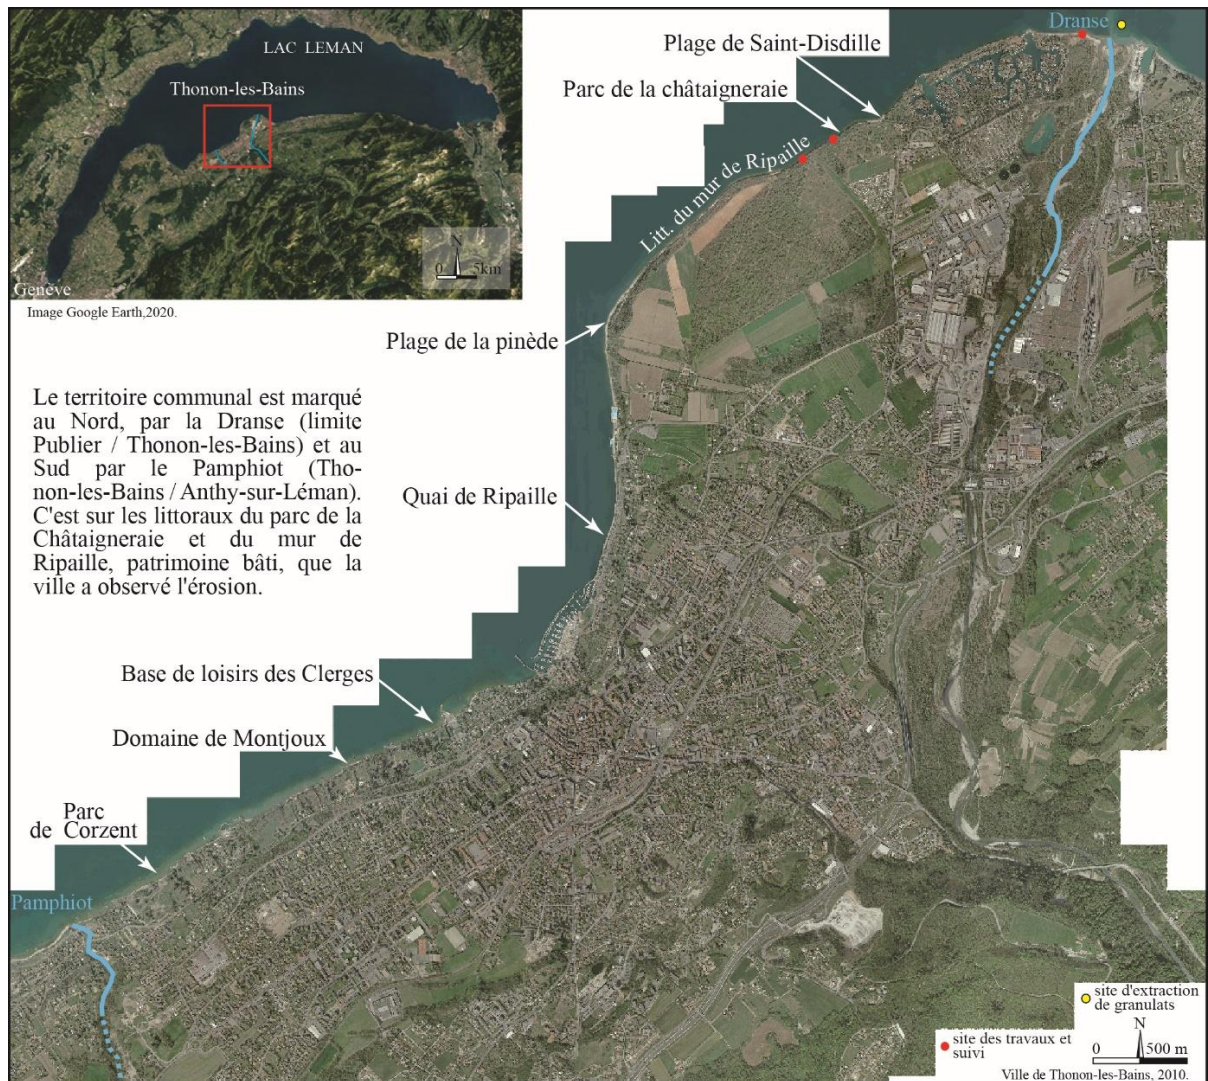 LAC LEMAN
Thonon-les-Bains
Genève
N
0 5km
Image Google Earth,2020.
Dranse
Plage de Saint-Disdille
Parc de la châtaigneraie
Litt. du mur de Ripaille
Plage de la pinède
Le territoire communal est marqué
au Nord, par la Dranse (limite
Publier / Thonon-les-Bains) et au
Sud par le Pamphiot (Tho-
non-les-Bains / Anthy-sur-Léman).
C'est sur les littoraux du parc de la
Châtaigneraie et du mur de
Ripaille, patrimoine bâti, que la
ville a observé l'érosion.
Quai de Ripaille
Base de loisirs des Clerges
Domaine de Montjoux
Parc
de Corzent
Pamphiot
site d'extraction
de granulats
N
0 500 m
site des travaux et
suivi
Ville de Thonon-les-Bains, 2010.